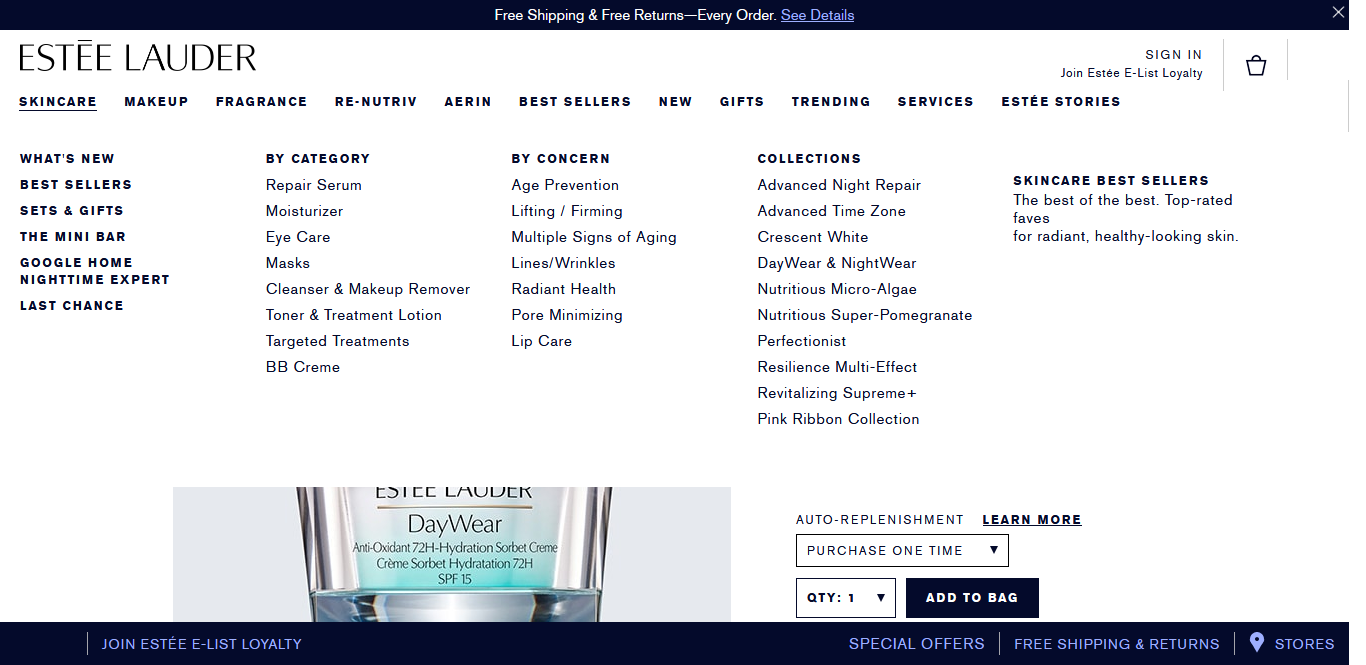 Free Shipping & Free Returns—Every Order. See Details
ESTĒE LAUDER
SIGN IN
Join Estée E-List Loyalty
SKINCARE MAKEUP FRAGRANCE RE-NUTRIV AERIN BEST SELLERS NEW GIFTS TRENDING SERVICES ESTÉE STORIES
WHAT'S NEW
BEST SELLERS
SETS & GIFTS
THE MINI BAR
GOOGLE HOME
NIGHTTIME EXPERT
LAST CHANCE
BY CATEGORY
Repair Serum
Moisturizer
Eye Care
Masks
Cleanser & Makeup Remover
Toner & Treatment Lotion
Targeted Treatments
BB Creme
BY CONCERN
Age Prevention
Lifting / Firming
Multiple Signs of Aging
Lines/Wrinkles
Radiant Health
Pore Minimizing
Lip Care
COLLECTIONS
Advanced Night Repair
Advanced Time Zone
Crescent White
DayWear & NightWear
Nutritious Micro-Algae
Nutritious Super-Pomegranate
Perfectionist
Resilience Multi-Effect
Revitalizing Supreme+
Pink Ribbon Collection
SKINCARE BEST SELLERS
The best of the best. Top-rated
faves
for radiant, healthy-looking skin.
ESTEE LAUDER
DayWear
Anti-Oxidant 72H-Hydration Sorbet Creme
Crème Sorbet Hydratation 72H
SPF 15
AUTO-REPLENISHMENT LEARN MORE
PURCHASE ONE TIME
QTY: 1
ADD TO BAG
JOIN ESTÉE E-LIST LOYALTY
SPECIAL OFFERS
FREE SHIPPING & RETURNS
STORES